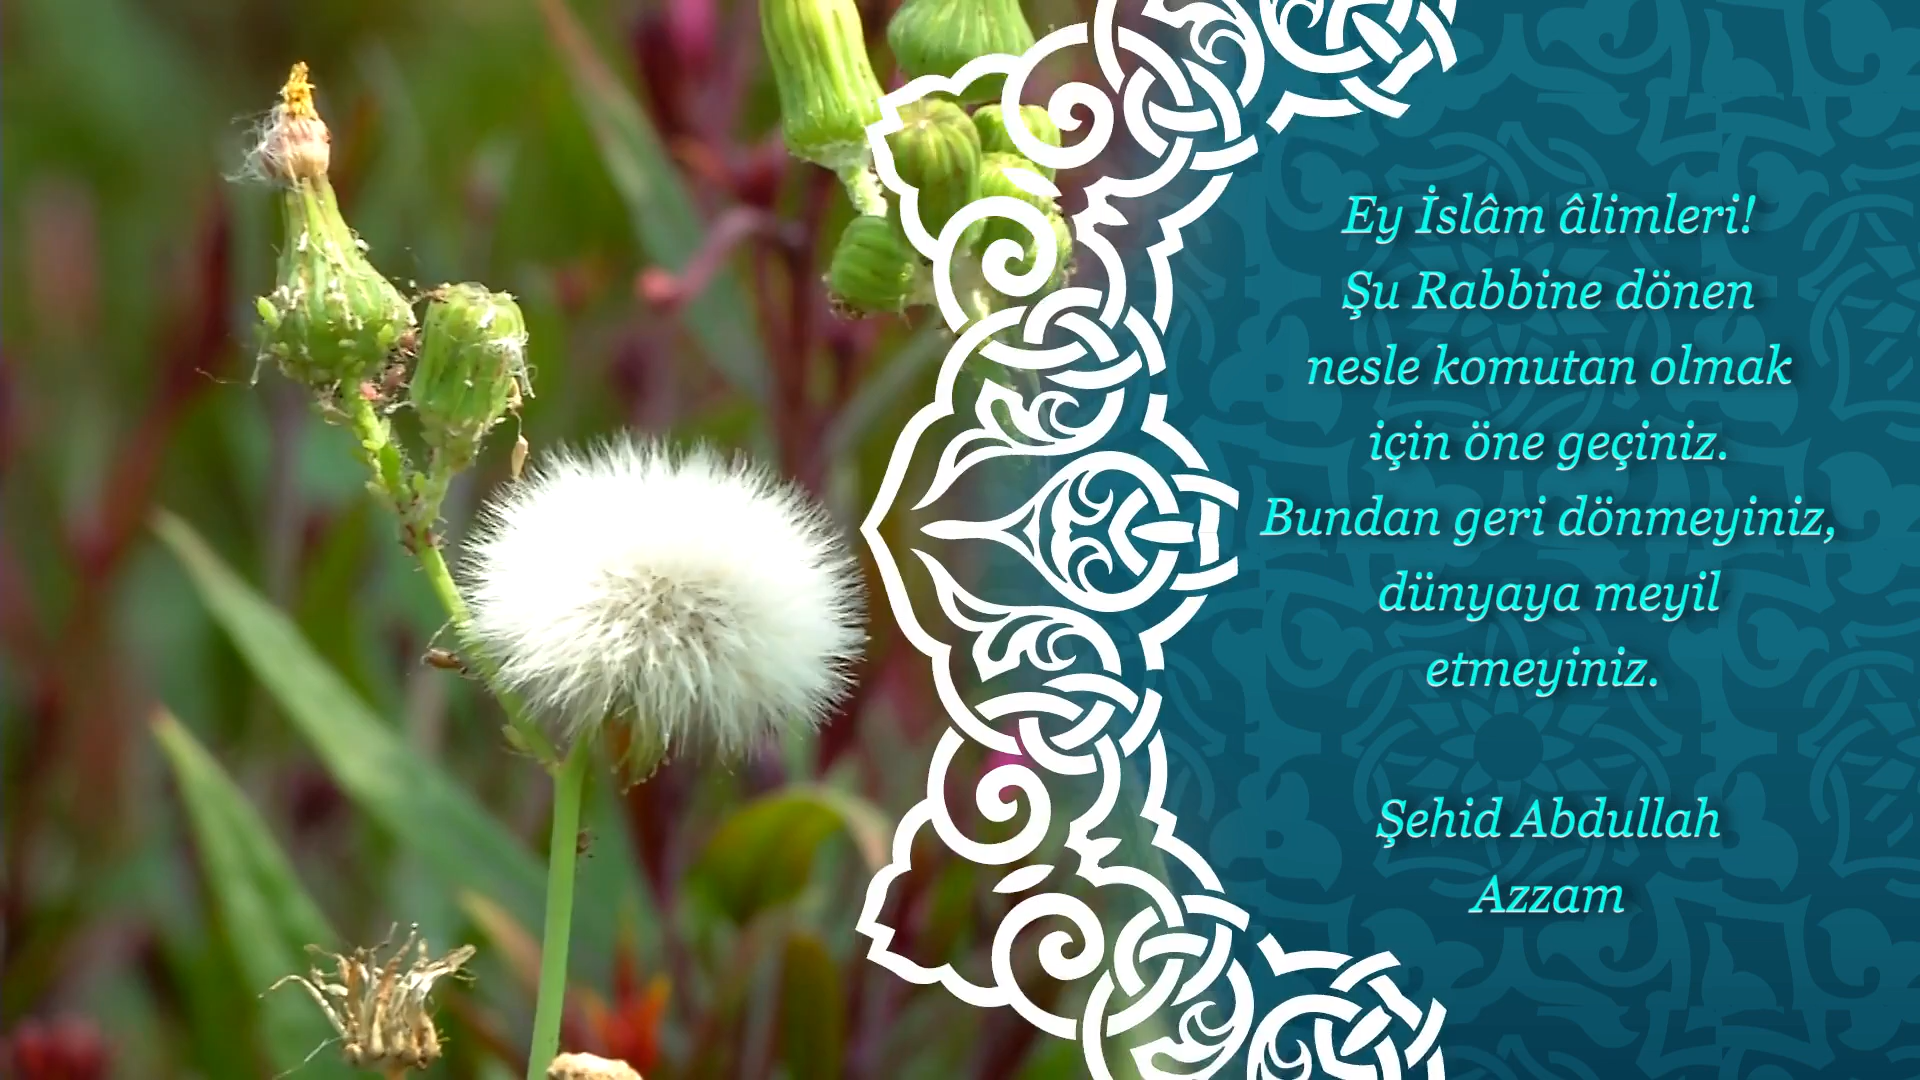 Ey İslâm âlimleri!
Şu Rabbine dönen
nesle komutan olmak
için öne geçiniz.
Bundan geri dönmeyiniz,
dünyaya meyil
etmeyiniz.
Şehid Abdullah
Azzam